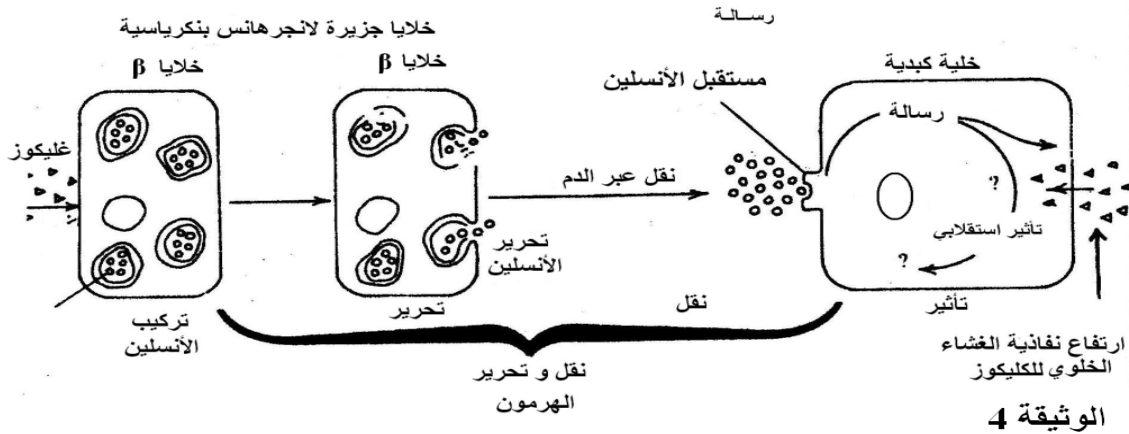 رسالة
خلايا جزيرة لانجرهانس بنكرياسية
خلايا β
خلايا β
خلية كبدية
مستقبل الأنسلين
رسالة
غليكوز
نقل عبر الدم
?
تأثير استقلابي
?
تحرير
الأنسلين
تركيب
الأنسلين
تحرير
نقل
تأثير
ارتفاع نفاذية الغشاء
الخلوي للكليكوز
نقل و تحرير
الهرمون
الوثيقة 4